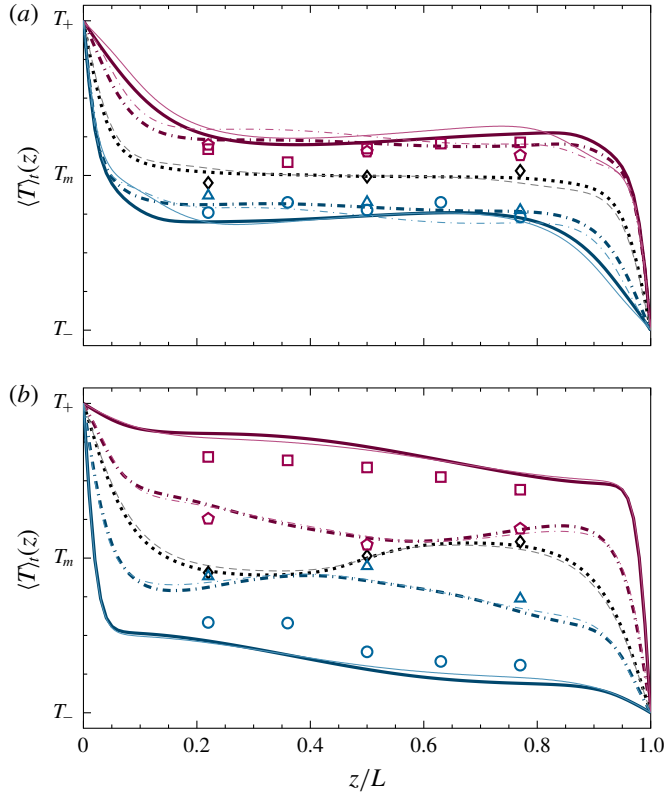 (a)
T₊
⟨T⟩ₜ(z)
Tₘ
T₋
(b)
T₊
⟨T⟩ₜ(z)
Tₘ
T₋
0 0.2 0.4 0.6 0.8 1.0
z/L